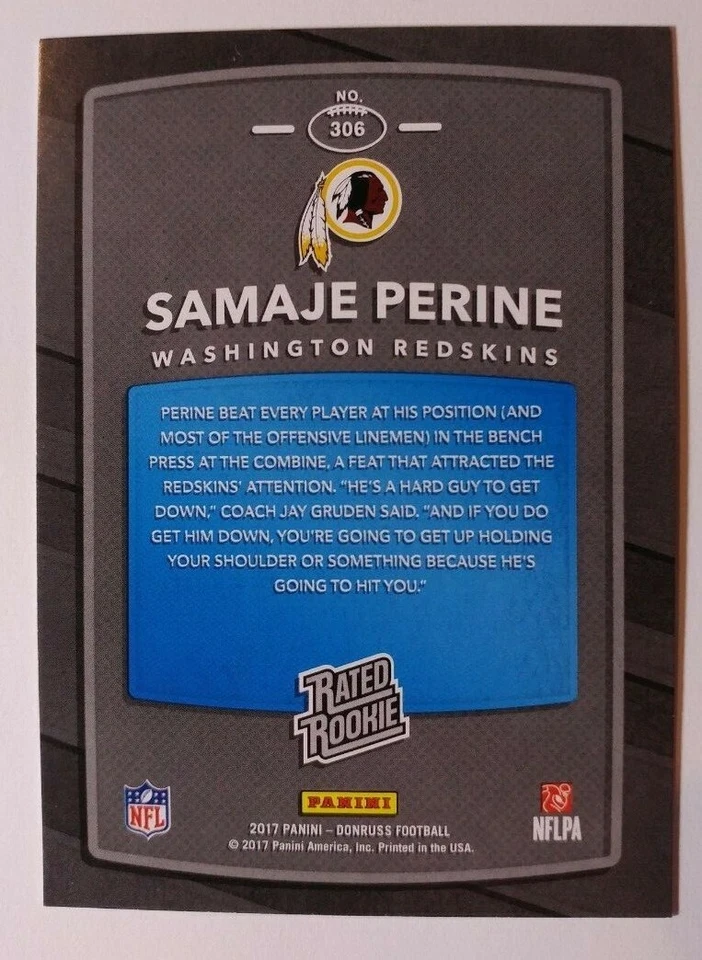 NO.
306
SAMAJE PERINE
WASHINGTON REDSKINS
PERINE BEAT EVERY PLAYER AT HIS POSITION (AND
MOST OF THE OFFENSIVE LINEMEN) IN THE BENCH
PRESS AT THE COMBINE, A FEAT THAT ATTRACTED THE
REDSKINS' ATTENTION. “HE'S A HARD GUY TO GET
DOWN,” COACH JAY GRUDEN SAID. “AND IF YOU DO
GET HIM DOWN, YOU'RE GOING TO GET UP HOLDING
YOUR SHOULDER OR SOMETHING BECAUSE HE'S
GOING TO HIT YOU.”
RATED
ROOKIE
NFL
PANINI
NFLPA
2017 PANINI – DONRUSS FOOTBALL
© 2017 Panini America, Inc. Printed in the USA.